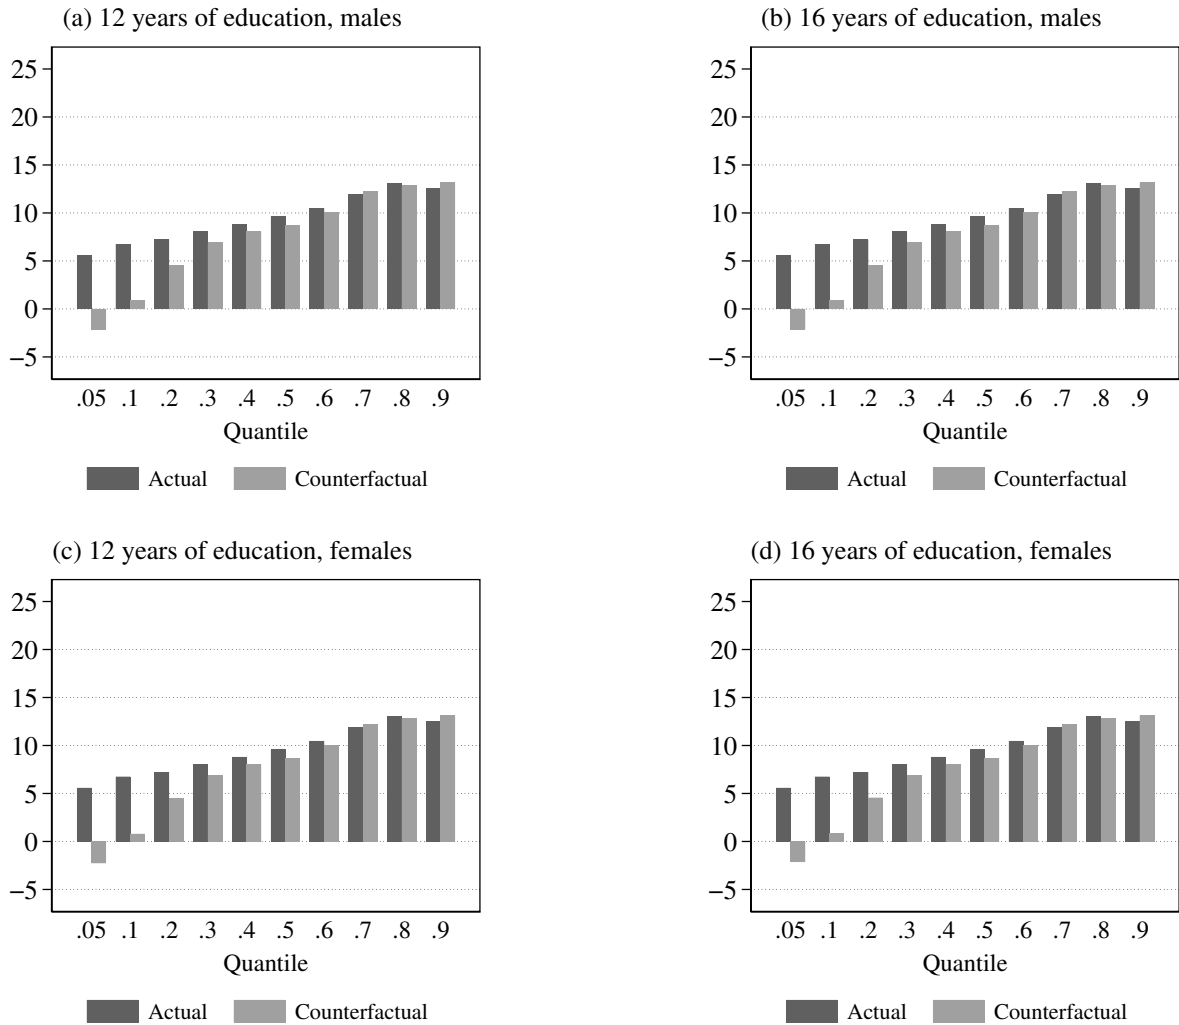 (a) 12 years of education, males
25
20
15
10
5
0
−5
.05 .1 .2 .3 .4 .5 .6 .7 .8 .9
Quantile
Actual Counterfactual
(b) 16 years of education, males
25
20
15
10
5
0
−5
.05 .1 .2 .3 .4 .5 .6 .7 .8 .9
Quantile
Actual Counterfactual
(c) 12 years of education, females
25
20
15
10
5
0
−5
.05 .1 .2 .3 .4 .5 .6 .7 .8 .9
Quantile
Actual Counterfactual
(d) 16 years of education, females
25
20
15
10
5
0
−5
.05 .1 .2 .3 .4 .5 .6 .7 .8 .9
Quantile
Actual Counterfactual